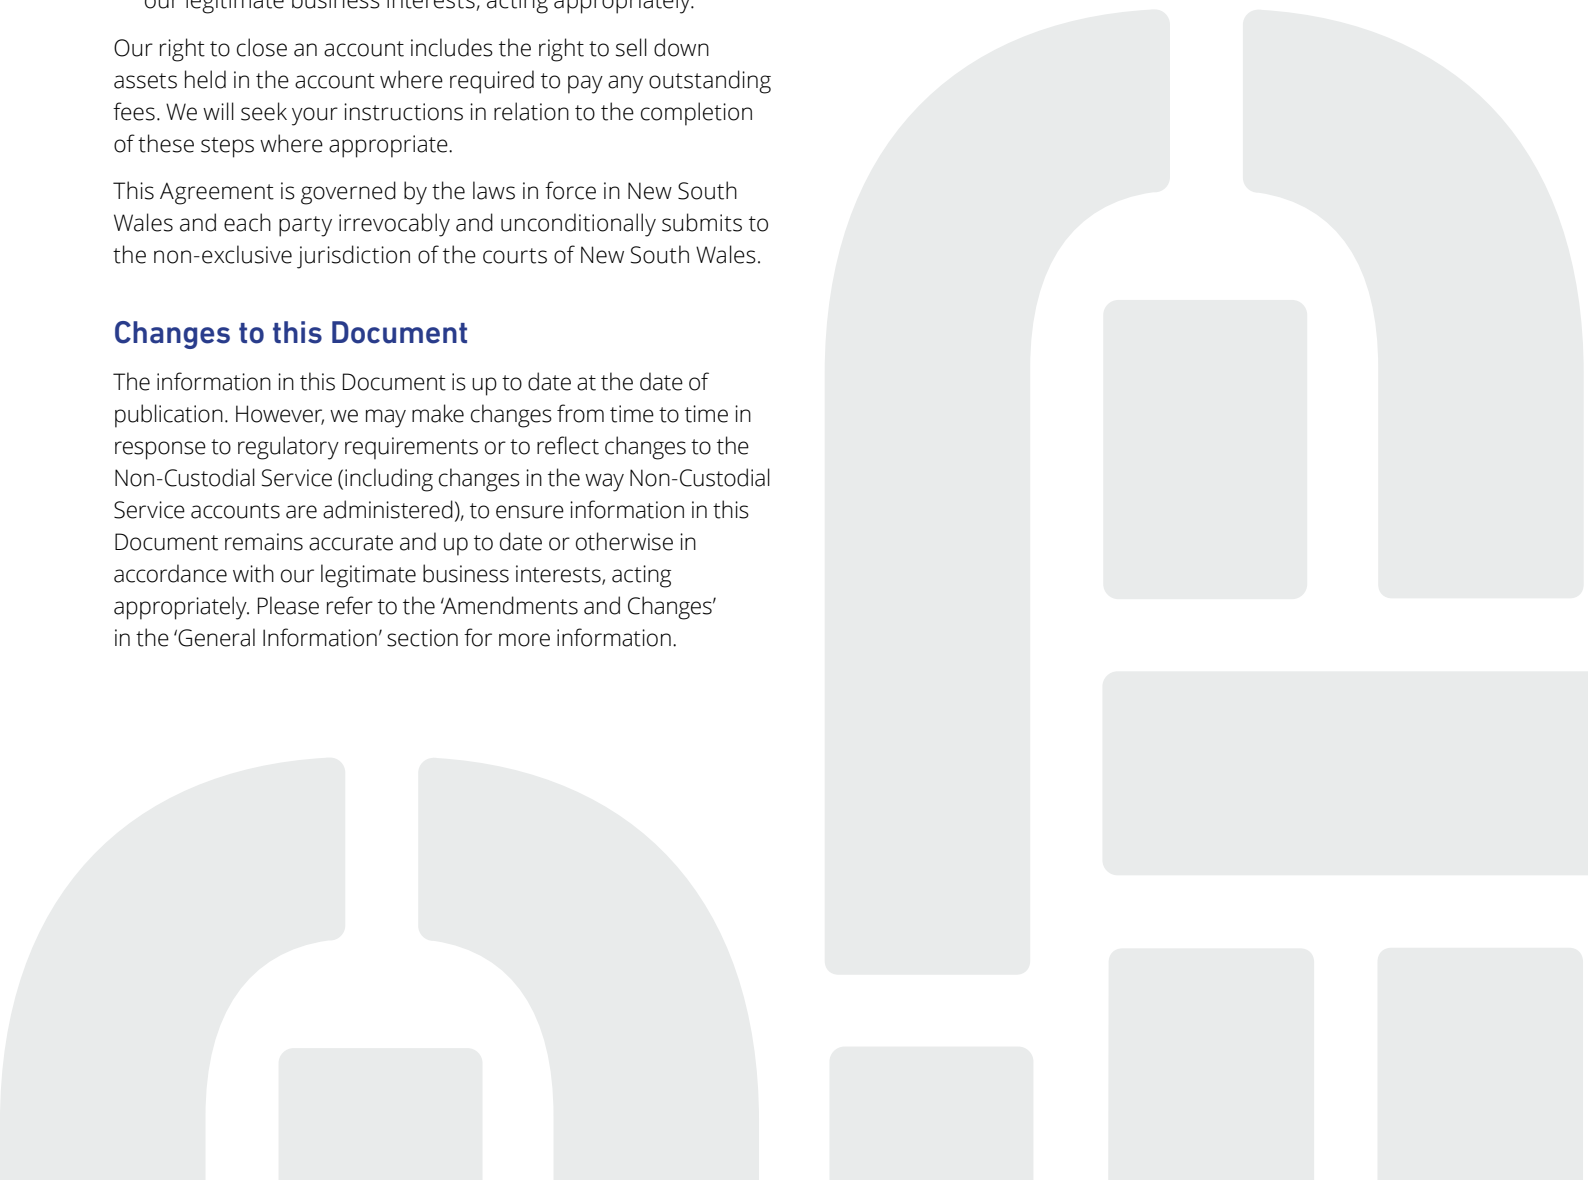 our legitimate business interests, acting appropriately.
Our right to close an account includes the right to sell down
assets held in the account where required to pay any outstanding
fees. We will seek your instructions in relation to the completion
of these steps where appropriate.
This Agreement is governed by the laws in force in New South
Wales and each party irrevocably and unconditionally submits to
the non-exclusive jurisdiction of the courts of New South Wales.
Changes to this Document
The information in this Document is up to date at the date of
publication. However, we may make changes from time to time in
response to regulatory requirements or to reflect changes to the
Non-Custodial Service (including changes in the way Non-Custodial
Service accounts are administered), to ensure information in this
Document remains accurate and up to date or otherwise in
accordance with our legitimate business interests, acting
appropriately. Please refer to the ‘Amendments and Changes’
in the ‘General Information’ section for more information.